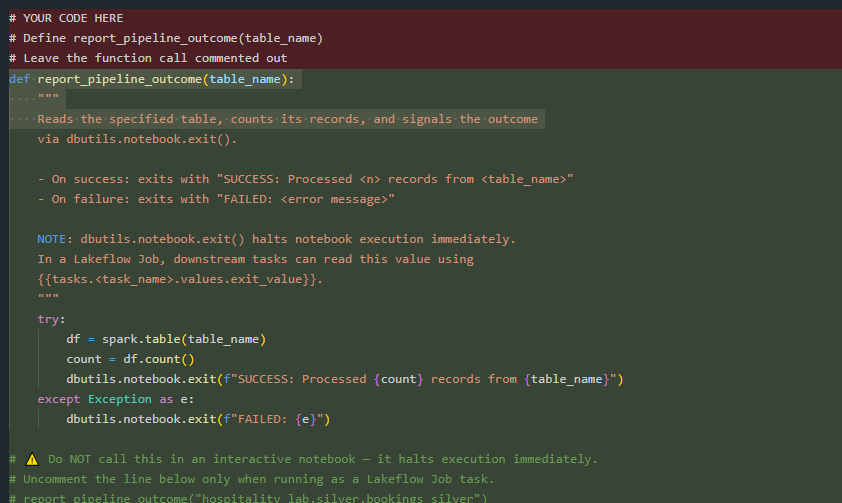 # YOUR CODE HERE
# Define report_pipeline_outcome(table_name)
# Leave the function call commented out
def report_pipeline_outcome(table_name):
    """
    Reads the specified table, counts its records, and signals the outcome
    via dbutils.notebook.exit().

    - On success: exits with "SUCCESS: Processed <n> records from <table_name>"
    - On failure: exits with "FAILED: <error message>"

    NOTE: dbutils.notebook.exit() halts notebook execution immediately.
    In a Lakeflow Job, downstream tasks can read this value using
    {{tasks.<task_name>.values.exit_value}}.
    """
    try:
        df = spark.table(table_name)
        count = df.count()
        dbutils.notebook.exit(f"SUCCESS: Processed {count} records from {table_name}")
    except Exception as e:
        dbutils.notebook.exit(f"FAILED: {e}")

# ⚠️ Do NOT call this in an interactive notebook — it halts execution immediately.
# Uncomment the line below only when running as a Lakeflow Job task.
# report_pipeline_outcome("hospitality_lab.silver.bookings_silver")